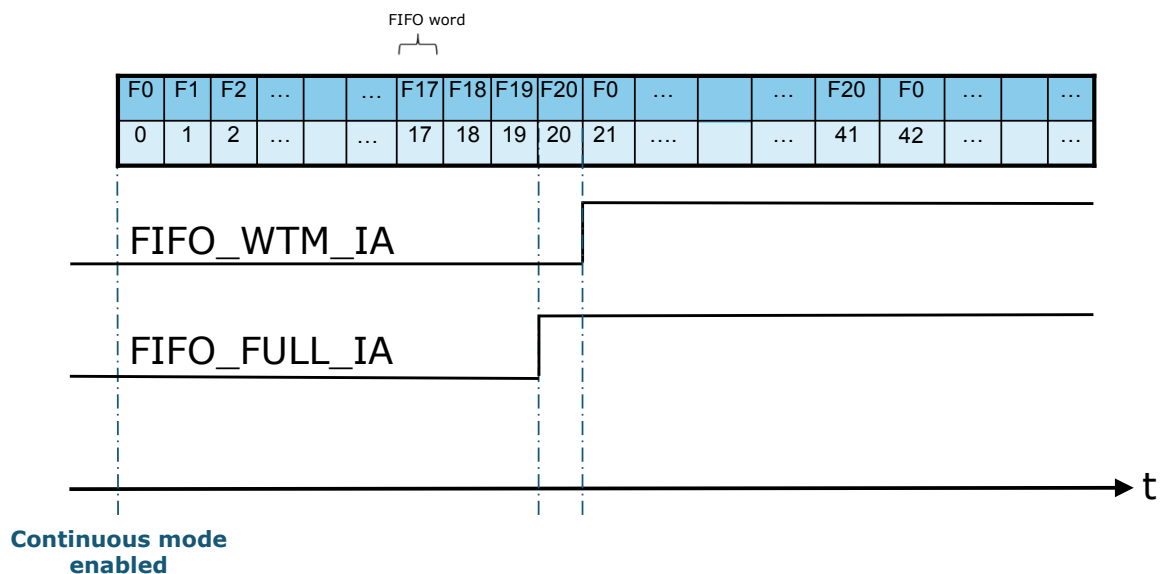 FIFO word
F0 F1 F2 ... ... F17 F18 F19 F20 F0 ... ... F20 F0 ... ...
0 1 2 ... ... 17 18 19 20 21 .... ... 41 42 ... ...
FIFO_WTM_IA
FIFO_FULL_IA
t
Continuous mode
enabled